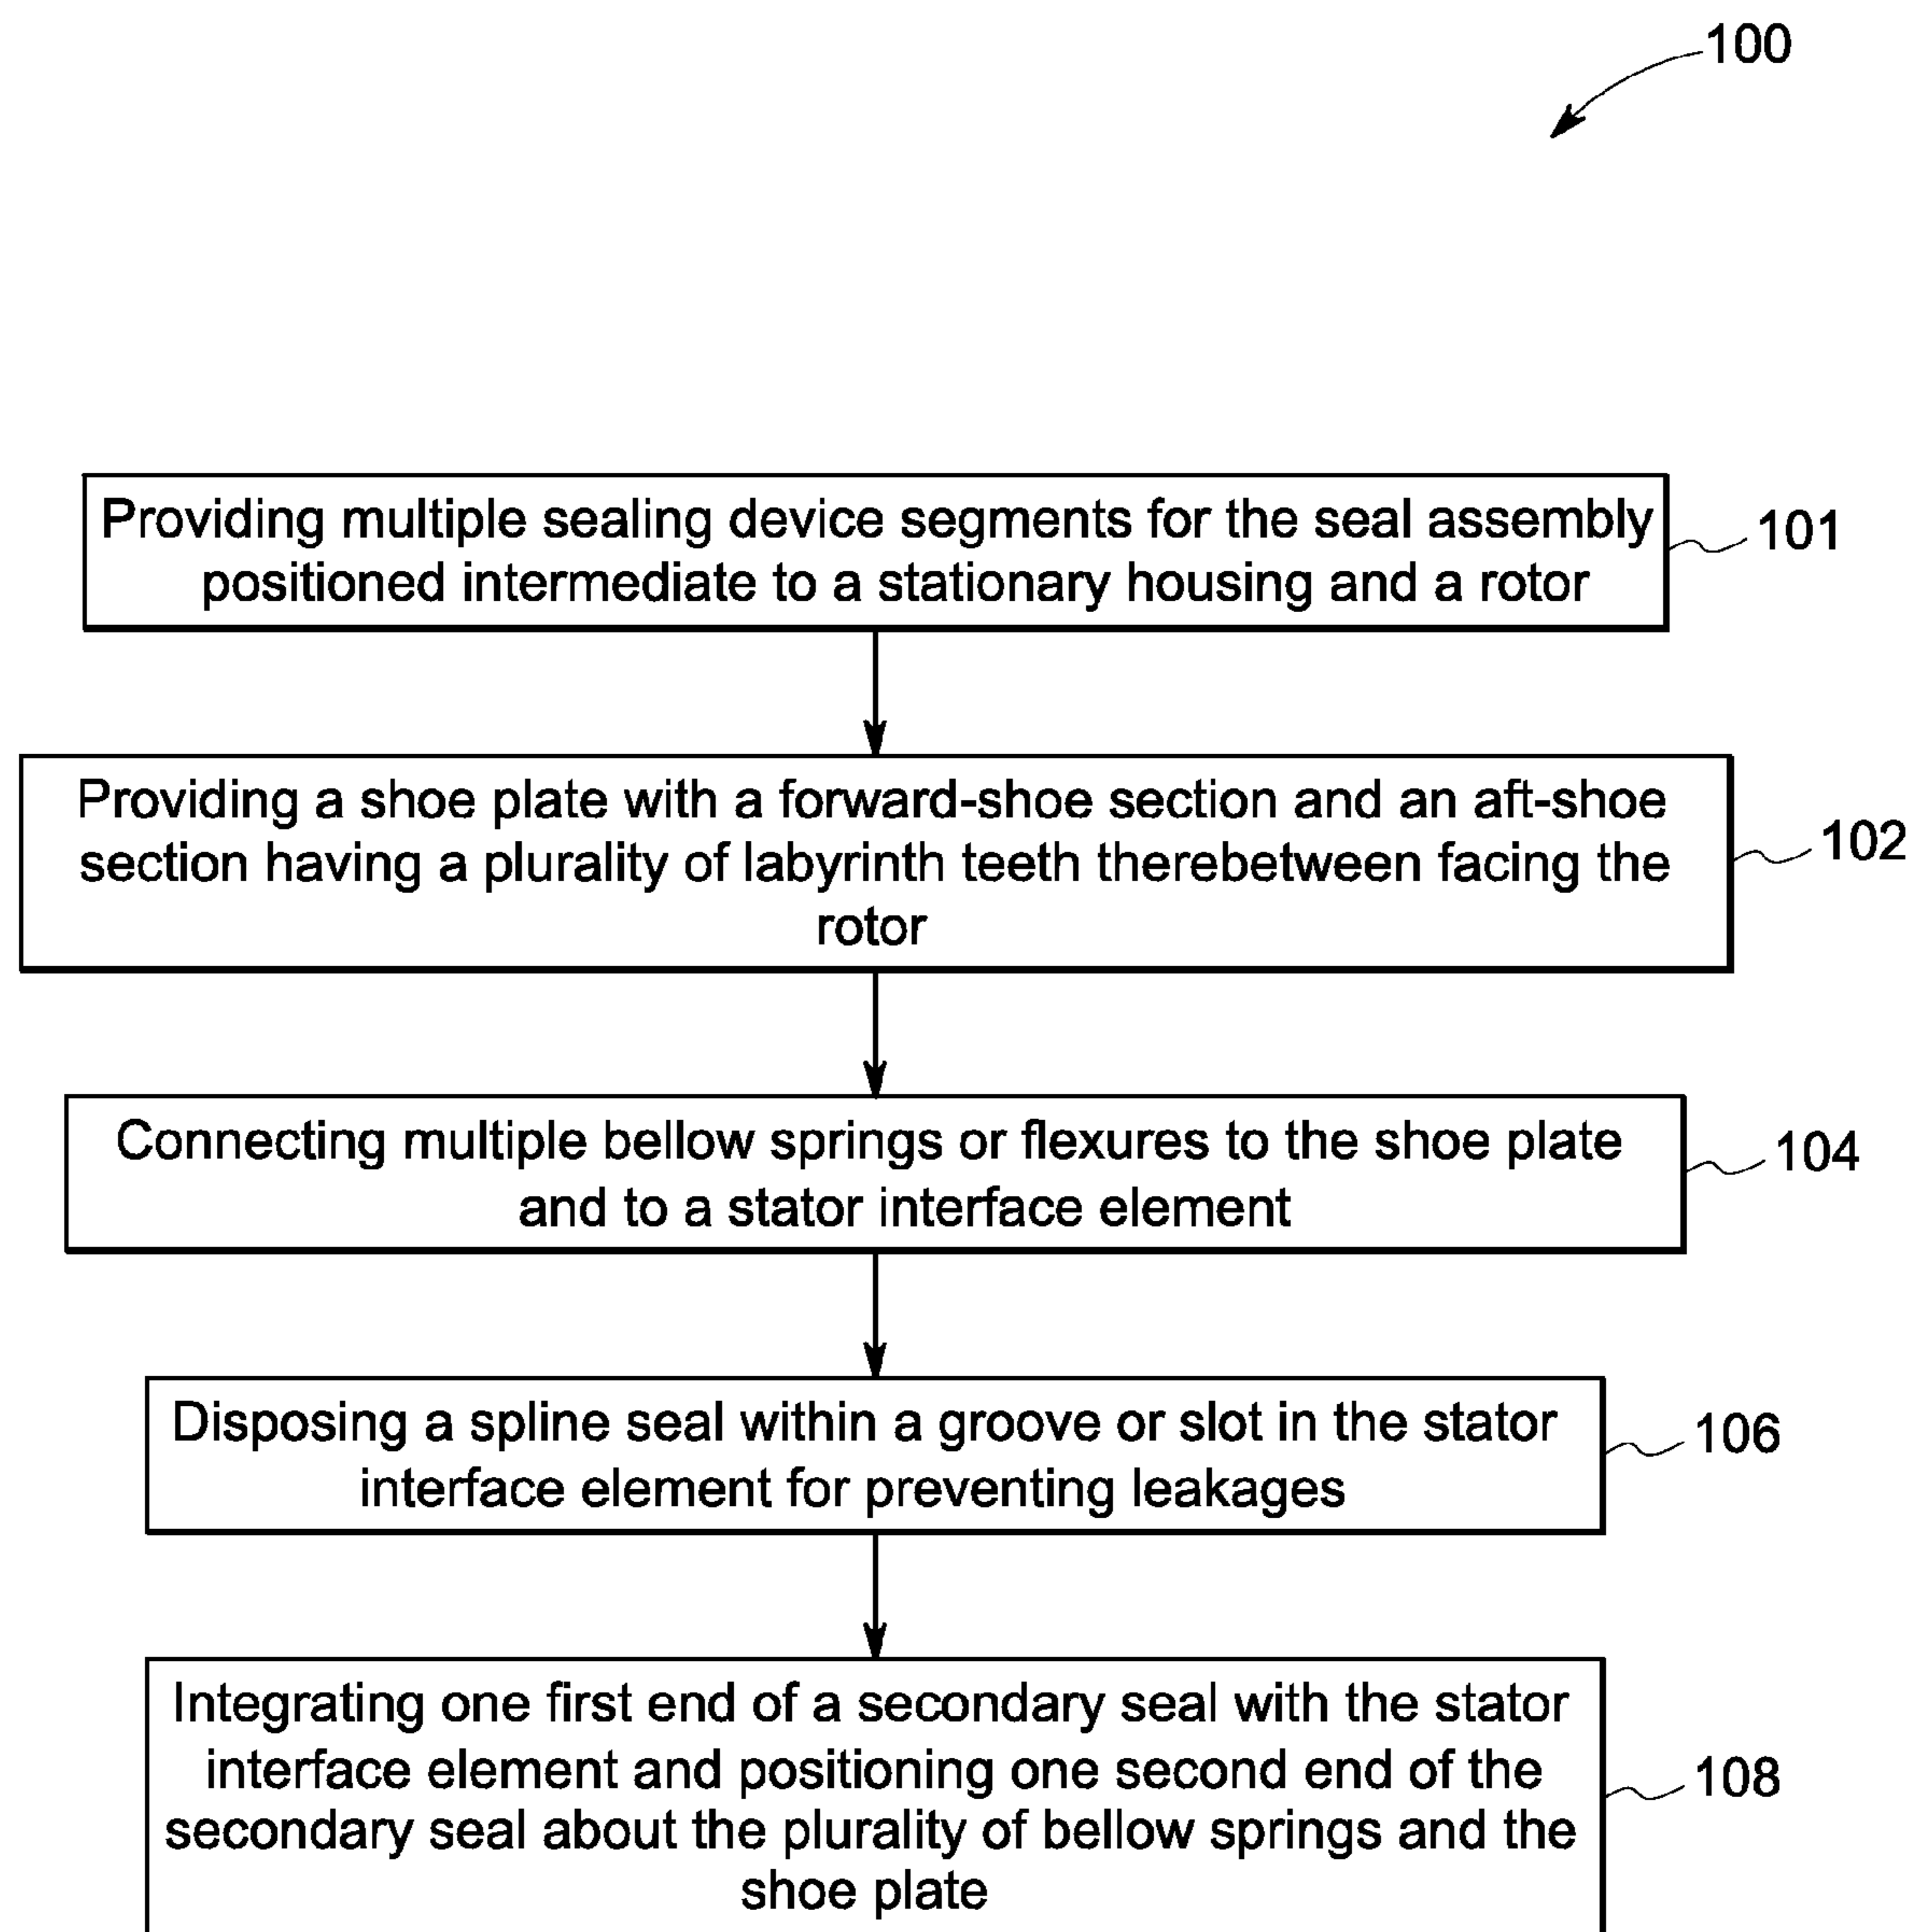 100
Providing multiple sealing device segments for the seal assembly
positioned intermediate to a stationary housing and a rotor
101
Providing a shoe plate with a forward-shoe section and an aft-shoe
section having a plurality of labyrinth teeth therebetween facing the
rotor
102
Connecting multiple bellow springs or flexures to the shoe plate
and to a stator interface element
104
Disposing a spline seal within a groove or slot in the stator
interface element for preventing leakages
106
Integrating one first end of a secondary seal with the stator
interface element and positioning one second end of the
secondary seal about the plurality of bellow springs and the
shoe plate
108